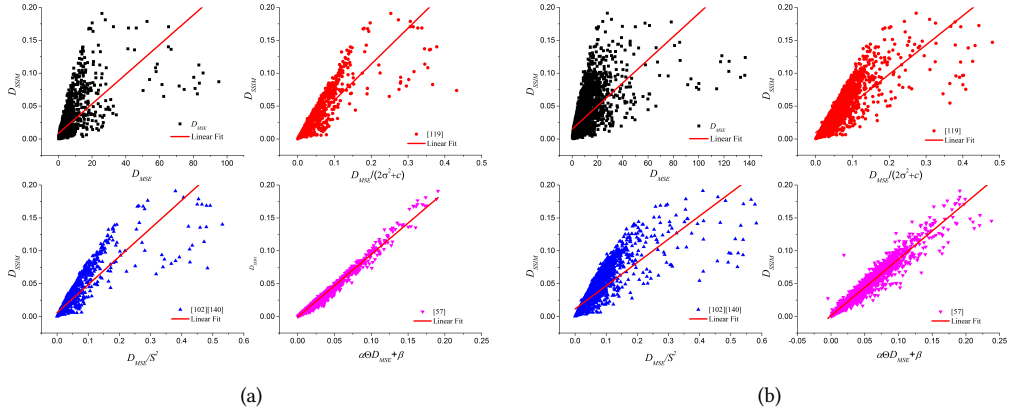 0.20
0.15
0.10
0.05
0.00
D_SSIM
0 20 40 60 80 100
D_MSE
D_MSE
Linear Fit
0.20
0.15
0.10
0.05
0.00
D_SSIM
0.0 0.1 0.2 0.3 0.4 0.5
D_MSE/(2σ²+c)
[119]
Linear Fit
0.20
0.15
0.10
0.05
0.00
D_SSIM
0 25 50 75 100 125 150
D_MSE
D_MSE
Linear Fit
0.20
0.15
0.10
0.05
0.00
D_SSIM
0.0 0.1 0.2 0.3 0.4 0.5
D_MSE/(2σ²+c)
[119]
Linear Fit
0.20
0.15
0.10
0.05
0.00
D_SSIM
0.0 0.1 0.2 0.3 0.4 0.5 0.6
D_MSE/S²
[102][140]
Linear Fit
0.20
0.15
0.10
0.05
0.00
D_SSIM
0.00 0.05 0.10 0.15 0.20 0.25
αΘD_MSE+β
[57]
Linear Fit
0.20
0.15
0.10
0.05
0.00
D_SSIM
0.0 0.1 0.2 0.3 0.4 0.5 0.6
D_MSE/S²
[102][140]
Linear Fit
0.20
0.15
0.10
0.05
0.00
D_SSIM
-0.05 0.00 0.05 0.10 0.15 0.20 0.25
αΘD_MSE+β
[57]
Linear Fit
(a)
(b)